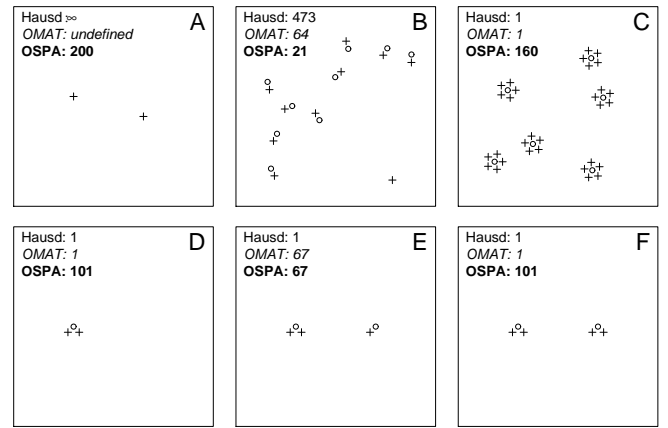 Hausd ∞
A
OMAT: undefined
OSPA: 200
Hausd: 473
B
OMAT: 64
OSPA: 21
Hausd: 1
C
OMAT: 1
OSPA: 160
Hausd: 1
D
OMAT: 1
OSPA: 101
Hausd: 1
E
OMAT: 67
OSPA: 67
Hausd: 1
F
OMAT: 1
OSPA: 101